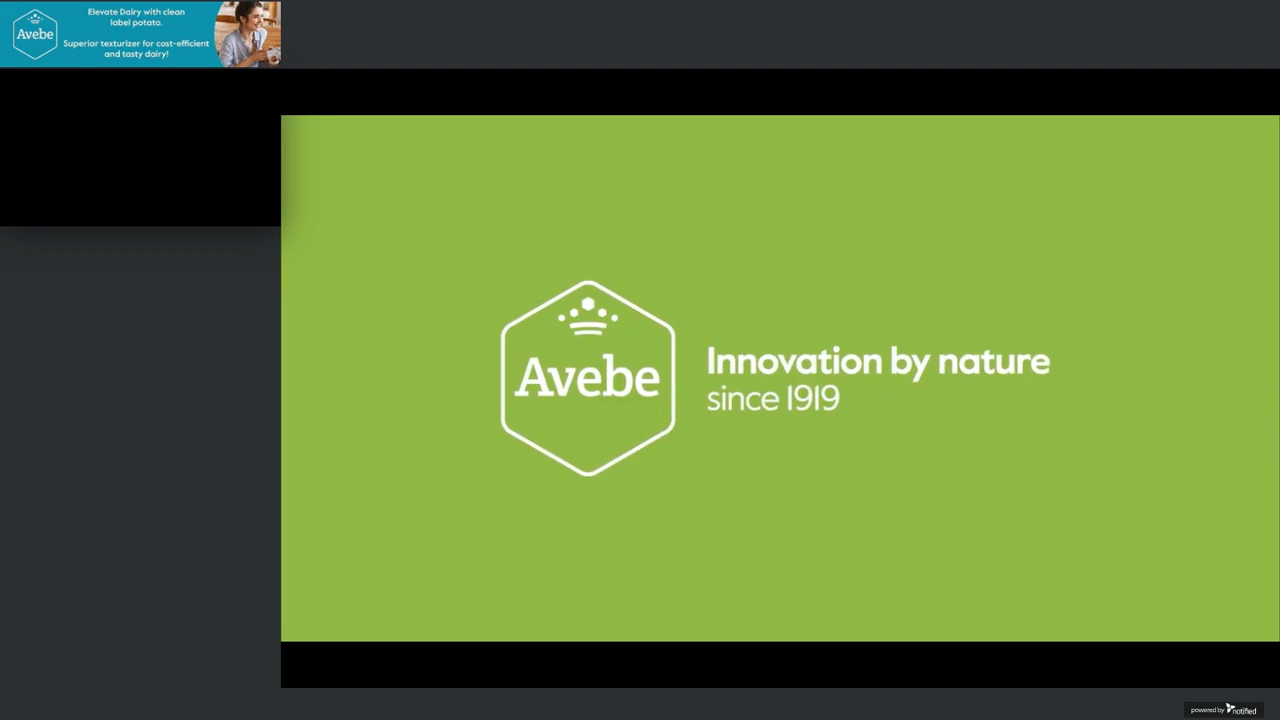 Elevate Dairy with clean
label potato.
Avebe
Superior texturizer for cost-efficient
and tasty dairy!
Avebe
Innovation by nature
since 1919
powered by notified